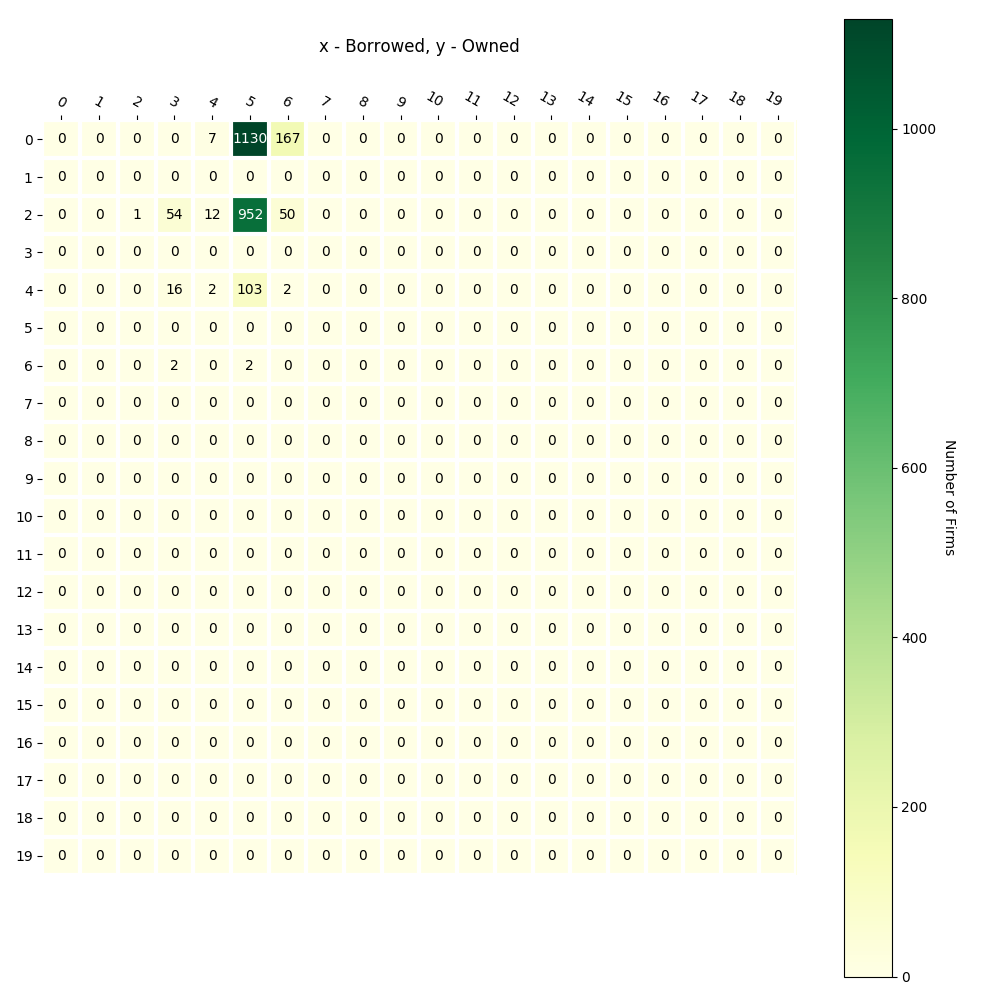 x - Borrowed, y - Owned
0 1 2 3 4 5 6 7 8 9 10 11 12 13 14 15 16 17 18 19
0 0 0 0 0 7 1130 167 0 0 0 0 0 0 0 0 0 0 0 0 0
1 0 0 0 0 0 0 0 0 0 0 0 0 0 0 0 0 0 0 0 0
2 0 0 1 54 12 952 50 0 0 0 0 0 0 0 0 0 0 0 0 0
3 0 0 0 0 0 0 0 0 0 0 0 0 0 0 0 0 0 0 0 0
4 0 0 0 16 2 103 2 0 0 0 0 0 0 0 0 0 0 0 0 0
5 0 0 0 0 0 0 0 0 0 0 0 0 0 0 0 0 0 0 0 0
6 0 0 0 2 0 2 0 0 0 0 0 0 0 0 0 0 0 0 0 0
7 0 0 0 0 0 0 0 0 0 0 0 0 0 0 0 0 0 0 0 0
8 0 0 0 0 0 0 0 0 0 0 0 0 0 0 0 0 0 0 0 0
9 0 0 0 0 0 0 0 0 0 0 0 0 0 0 0 0 0 0 0 0
10 0 0 0 0 0 0 0 0 0 0 0 0 0 0 0 0 0 0 0 0
11 0 0 0 0 0 0 0 0 0 0 0 0 0 0 0 0 0 0 0 0
12 0 0 0 0 0 0 0 0 0 0 0 0 0 0 0 0 0 0 0 0
13 0 0 0 0 0 0 0 0 0 0 0 0 0 0 0 0 0 0 0 0
14 0 0 0 0 0 0 0 0 0 0 0 0 0 0 0 0 0 0 0 0
15 0 0 0 0 0 0 0 0 0 0 0 0 0 0 0 0 0 0 0 0
16 0 0 0 0 0 0 0 0 0 0 0 0 0 0 0 0 0 0 0 0
17 0 0 0 0 0 0 0 0 0 0 0 0 0 0 0 0 0 0 0 0
18 0 0 0 0 0 0 0 0 0 0 0 0 0 0 0 0 0 0 0 0
19 0 0 0 0 0 0 0 0 0 0 0 0 0 0 0 0 0 0 0 0
1000
800
600
400
200
0
Number of Firms